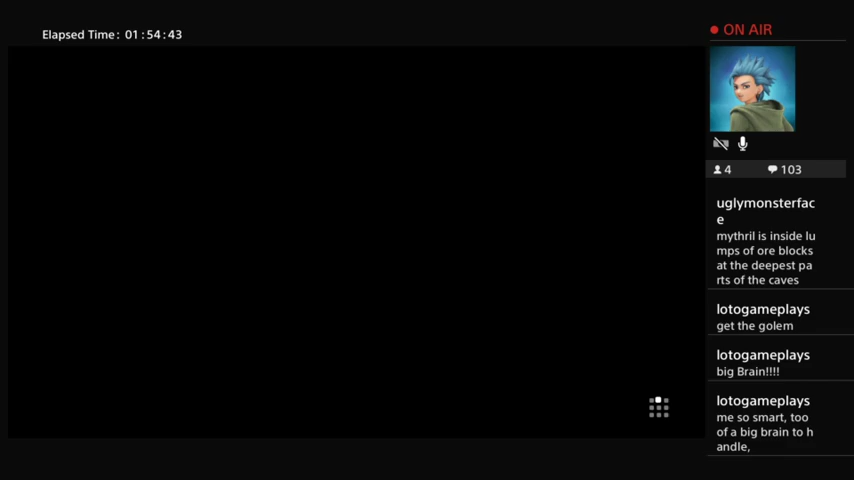 Elapsed Time: 01:54:43
ON AIR
4 103
uglymonsterfac
e
mythril is inside lu
mps of ore blocks
at the deepest pa
rts of the caves
lotogameplays
get the golem
lotogameplays
big Brain!!!!
lotogameplays
me so smart, too
of a big brain to h
andle,